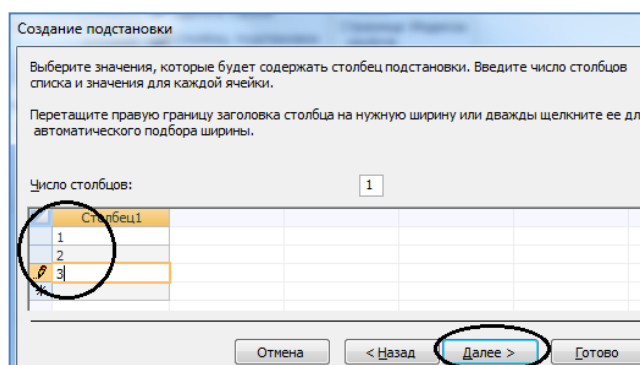 Создание подстановки
Выберите значения, которые будет содержать столбец подстановки. Введите число столбцов
списка и значения для каждой ячейки.
Перетащите правую границу заголовка столбца на нужную ширину или дважды щелкните ее дл
автоматического подбора ширины.
Число столбцов: 1
Столбец1
1
2
3
Отмена < Назад Далее > Готово